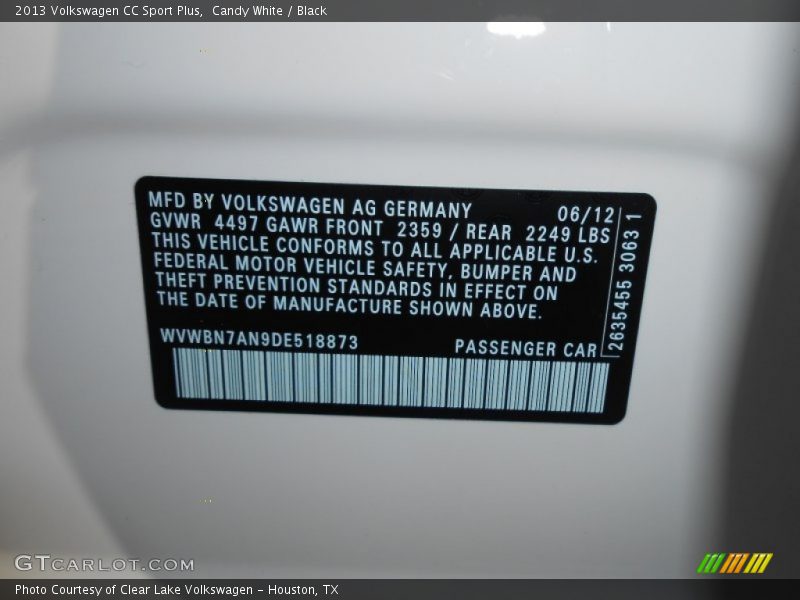 2013 Volkswagen CC Sport Plus,  Candy White / Black
MFD BY VOLKSWAGEN AG GERMANY 06/12
GVWR 4497 GAWR FRONT 2359 / REAR 2249 LBS
THIS VEHICLE CONFORMS TO ALL APPLICABLE U.S.
FEDERAL MOTOR VEHICLE SAFETY, BUMPER AND
THEFT PREVENTION STANDARDS IN EFFECT ON
THE DATE OF MANUFACTURE SHOWN ABOVE.
WVWBN7AN9DE518873 PASSENGER CAR
2635455 3063 1
GTCARLOT.COM
Photo Courtesy of Clear Lake Volkswagen – Houston, TX